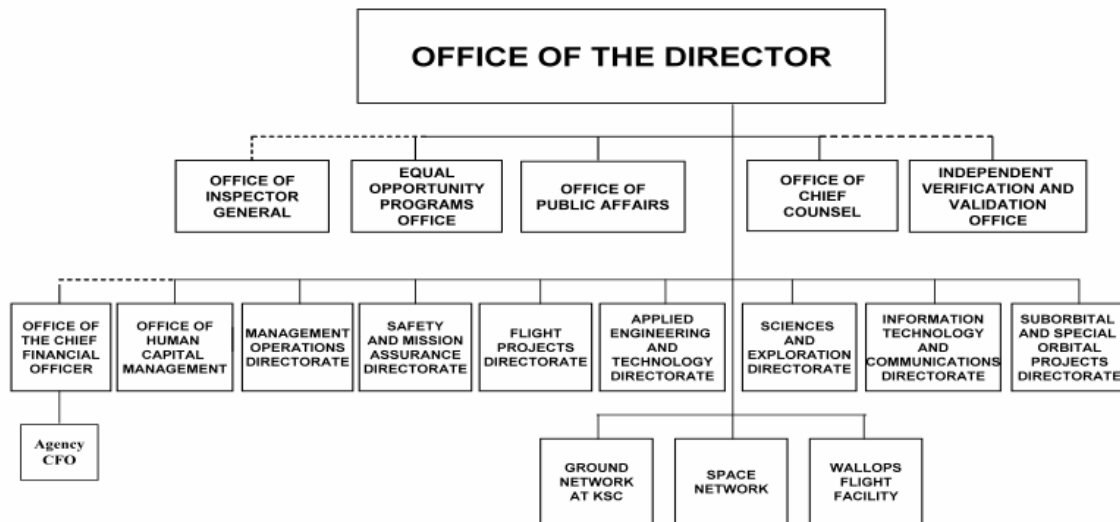 OFFICE OF THE DIRECTOR
OFFICE OF
INSPECTOR
GENERAL
EQUAL
OPPORTUNITY
PROGRAMS
OFFICE
OFFICE OF
PUBLIC AFFAIRS
OFFICE OF
CHIEF
COUNSEL
INDEPENDENT
VERIFICATION AND
VALIDATION
OFFICE
OFFICE OF
THE CHIEF
FINANCIAL
OFFICER
OFFICE OF
HUMAN
CAPITAL
MANAGEMENT
MANAGEMENT
OPERATIONS
DIRECTORATE
SAFETY
AND MISSION
ASSURANCE
DIRECTORATE
FLIGHT
PROJECTS
DIRECTORATE
APPLIED
ENGINEERING
AND
TECHNOLOGY
DIRECTORATE
SCIENCES
AND
EXPLORATION
DIRECTORATE
INFORMATION
TECHNOLOGY
AND
COMMUNICATIONS
DIRECTORATE
SUBORBITAL
AND SPECIAL
ORBITAL
PROJECTS
DIRECTORATE
Agency
CFO
GROUND
NETWORK
AT KSC
SPACE
NETWORK
WALLOPS
FLIGHT
FACILITY